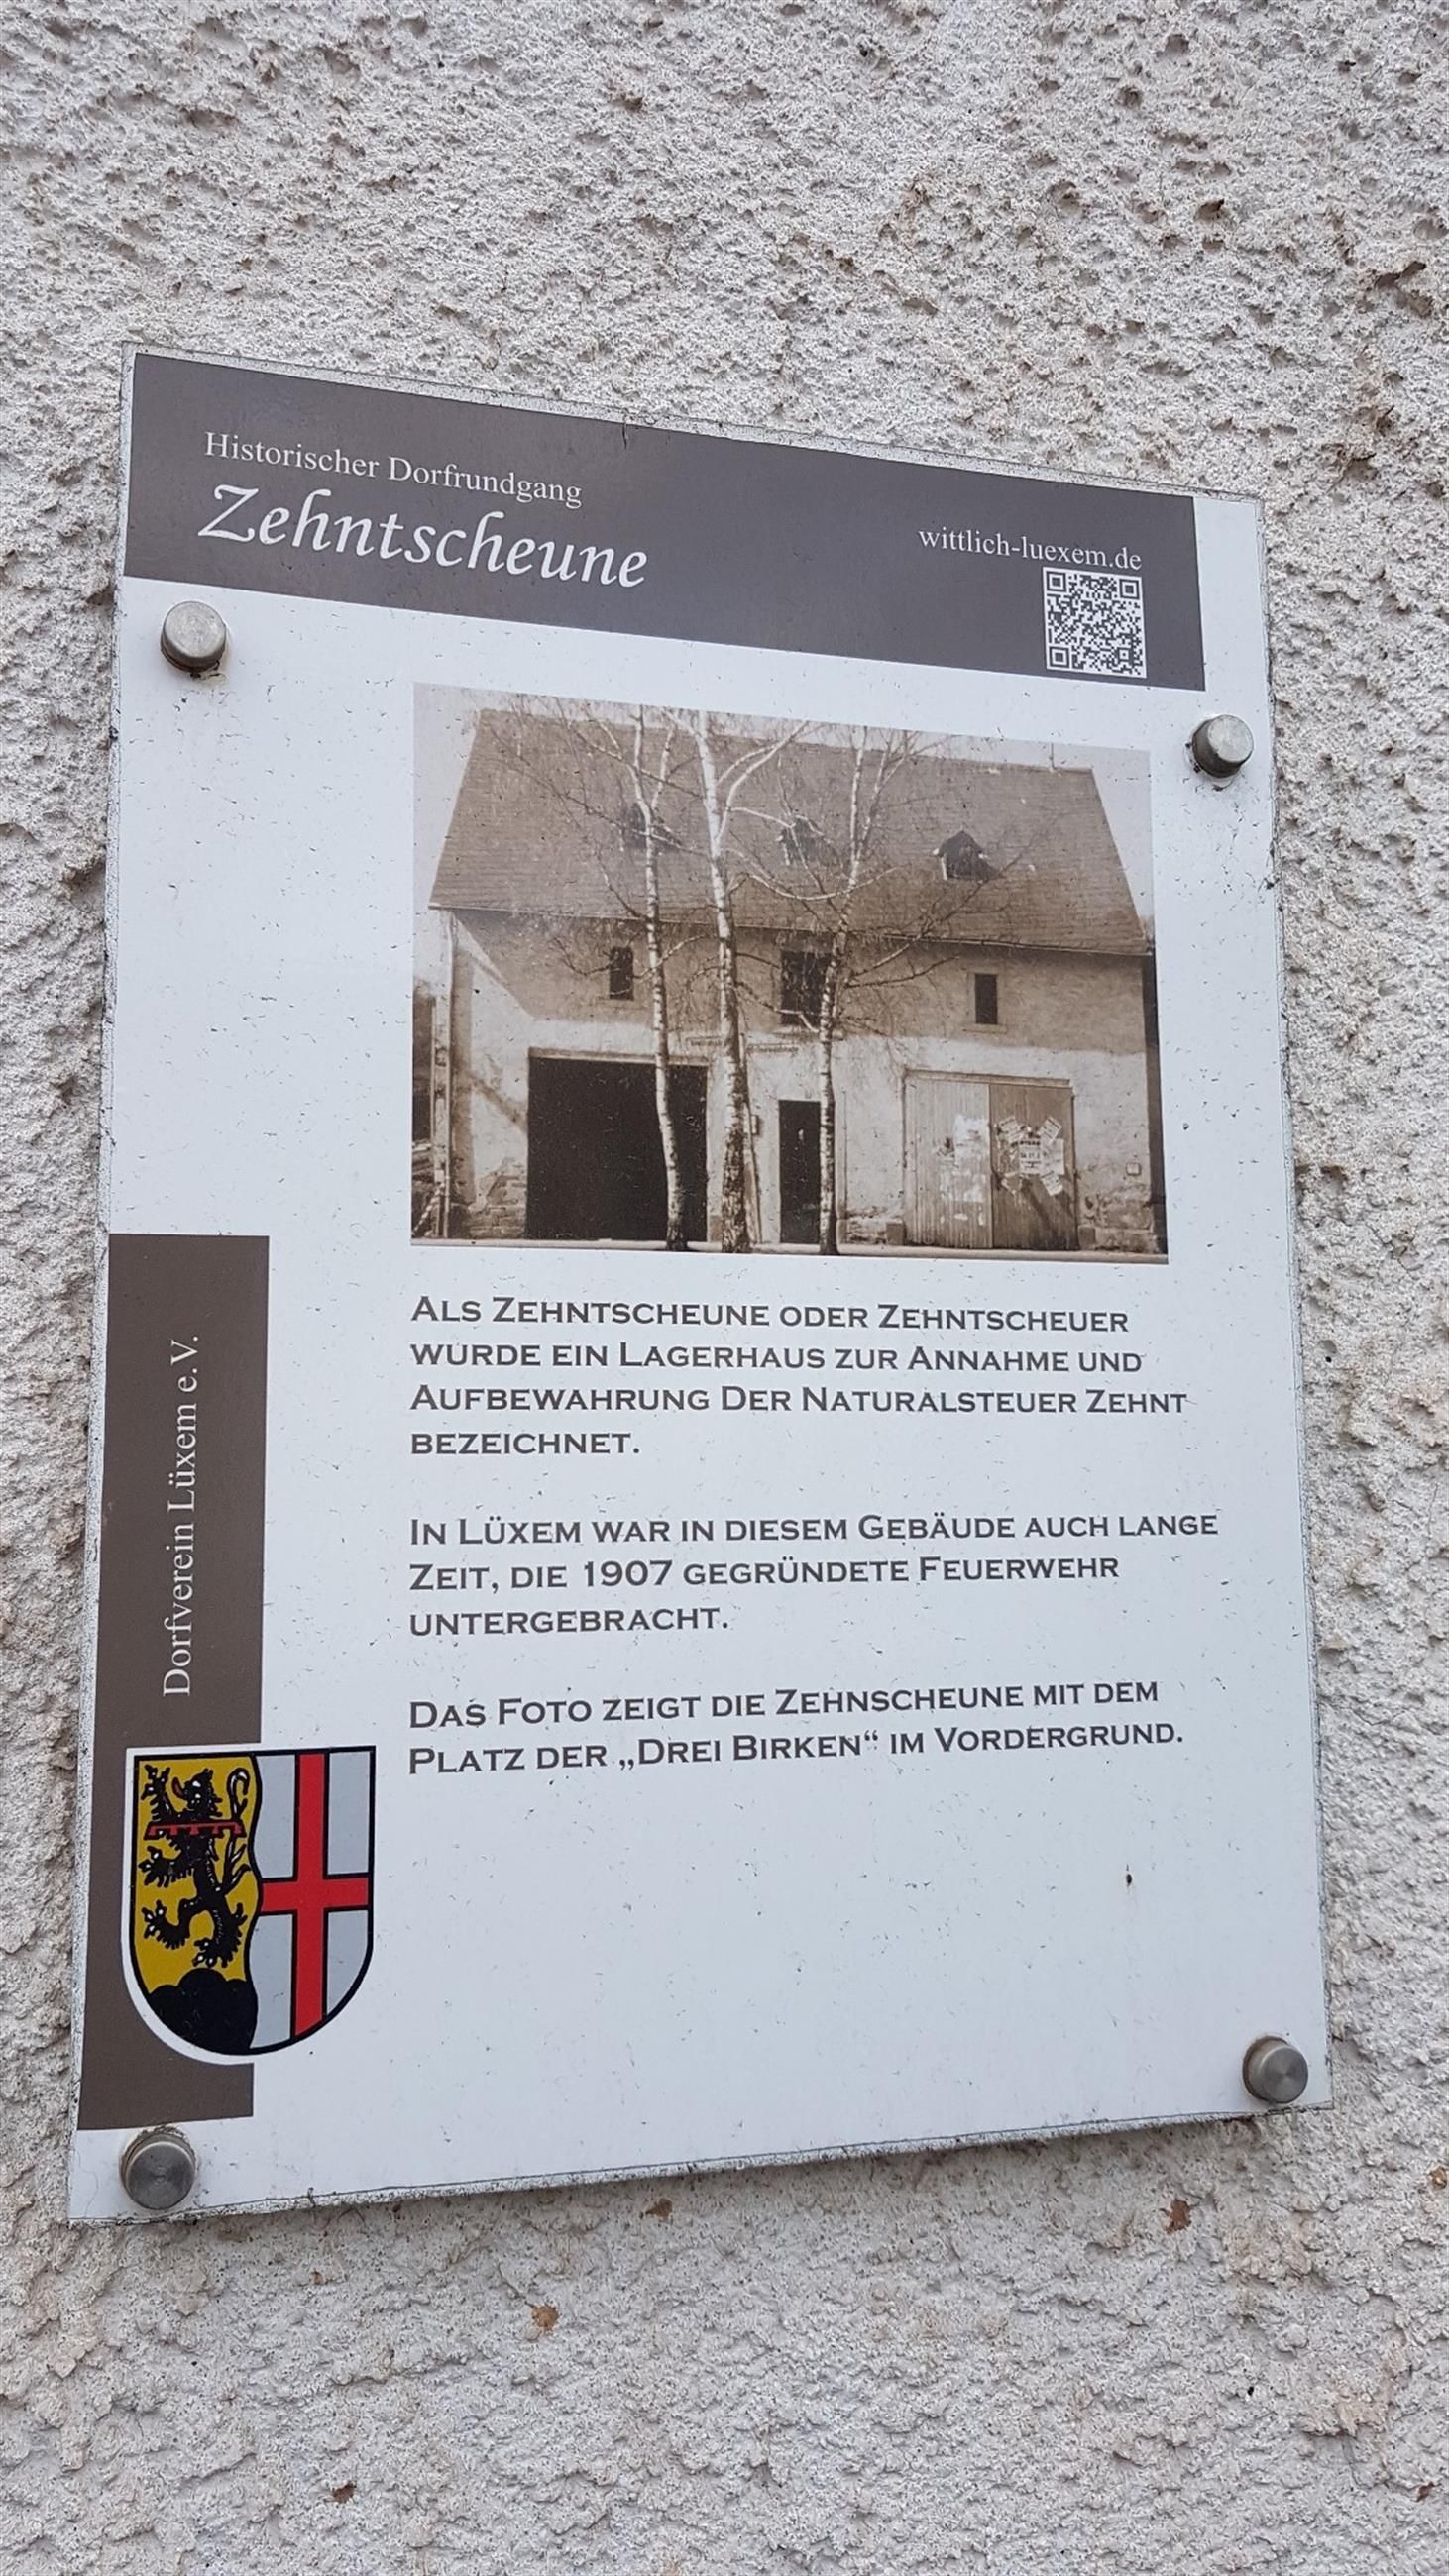 Historischer Dorfrundgang
Zehntscheune
wittlich-luexem.de
ALS ZEHNTSCHEUNE ODER ZEHNTSCHEUER
WURDE EIN LAGERHAUS ZUR ANNAHME UND
AUFBEWAHRUNG DER NATURALSTEUER ZEHNT
BEZEICHNET.
IN LÜXEM WAR IN DIESEM GEBÄUDE AUCH LANGE
ZEIT, DIE 1907 GEGRÜNDETE FEUERWEHR
UNTERGEBRACHT.
DAS FOTO ZEIGT DIE ZEHNSCHEUNE MIT DEM
PLATZ DER „DREI BIRKEN“ IM VORDERGRUND.
Dorfverein Lüxem e.V.